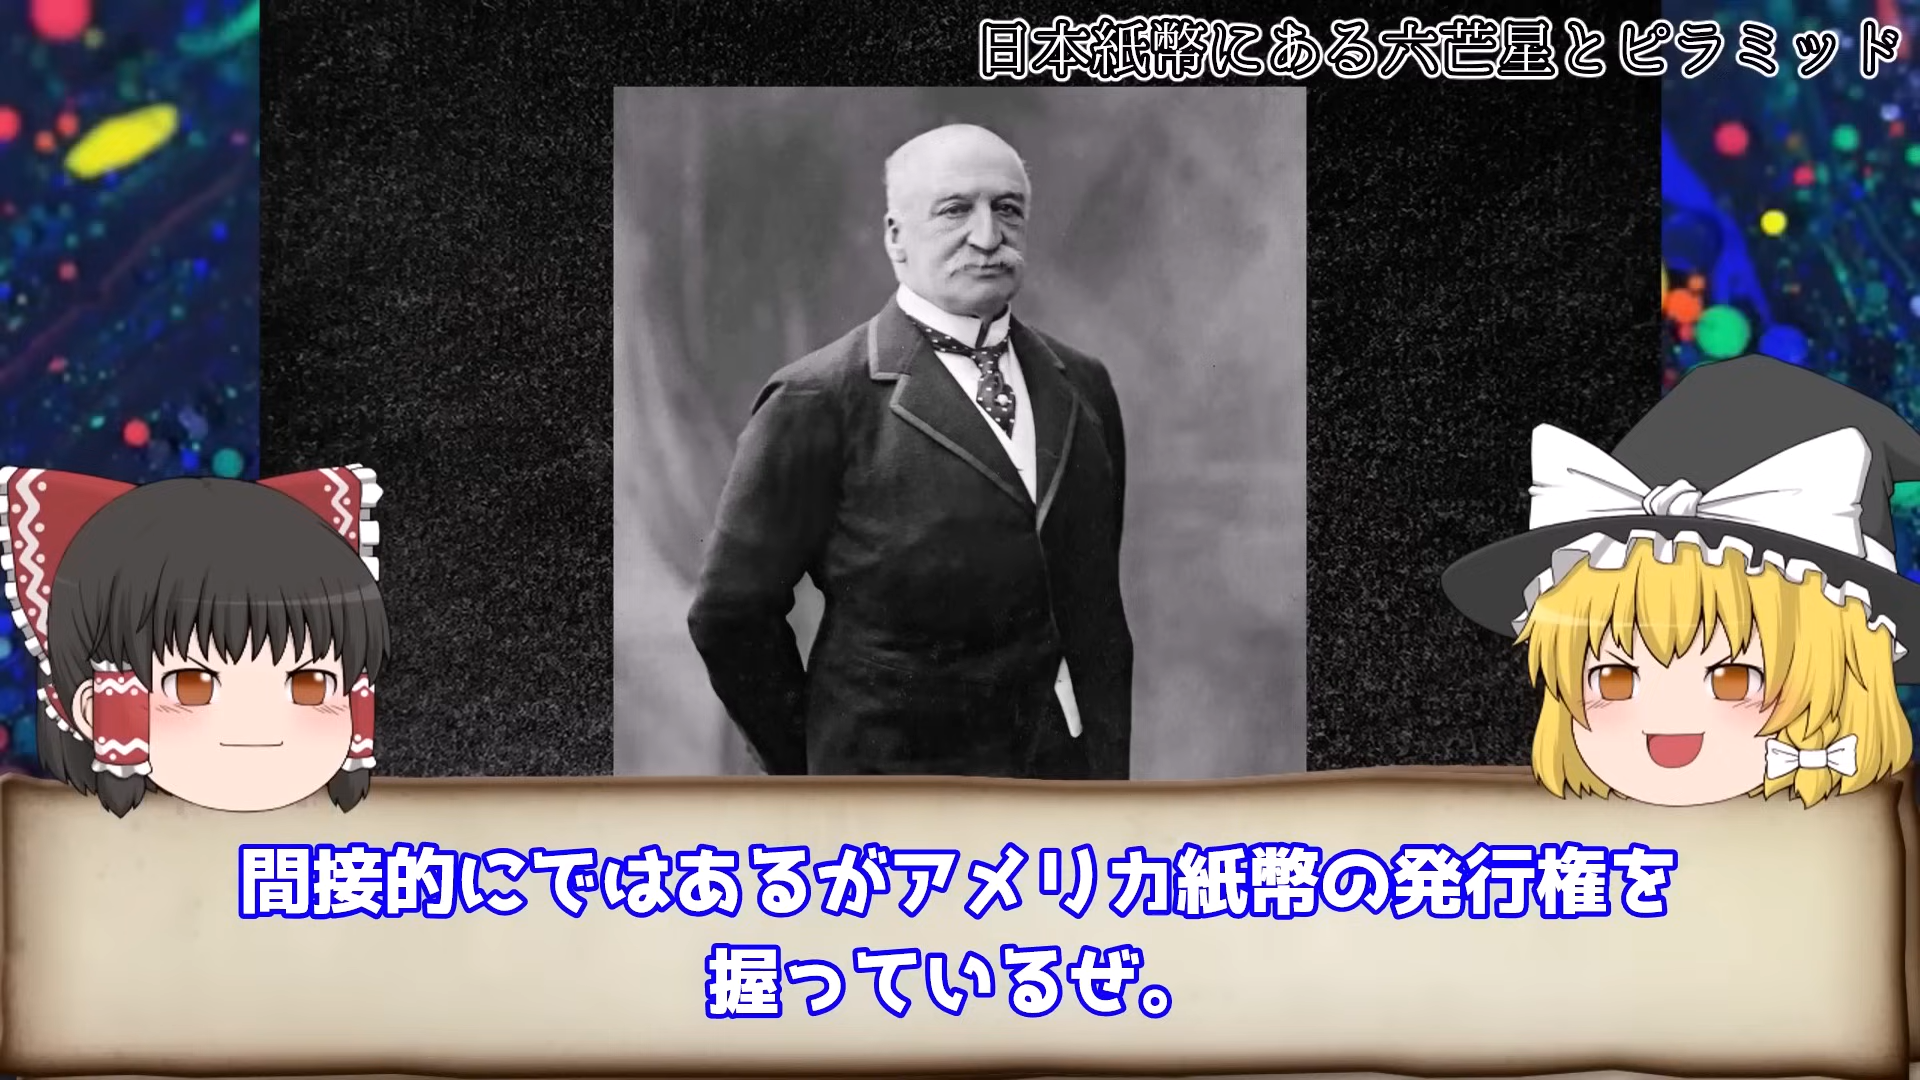 日本紙幣にある六芒星とピラミッド
間接的にではあるがアメリカ紙幣の発行権を
握っているぜ。